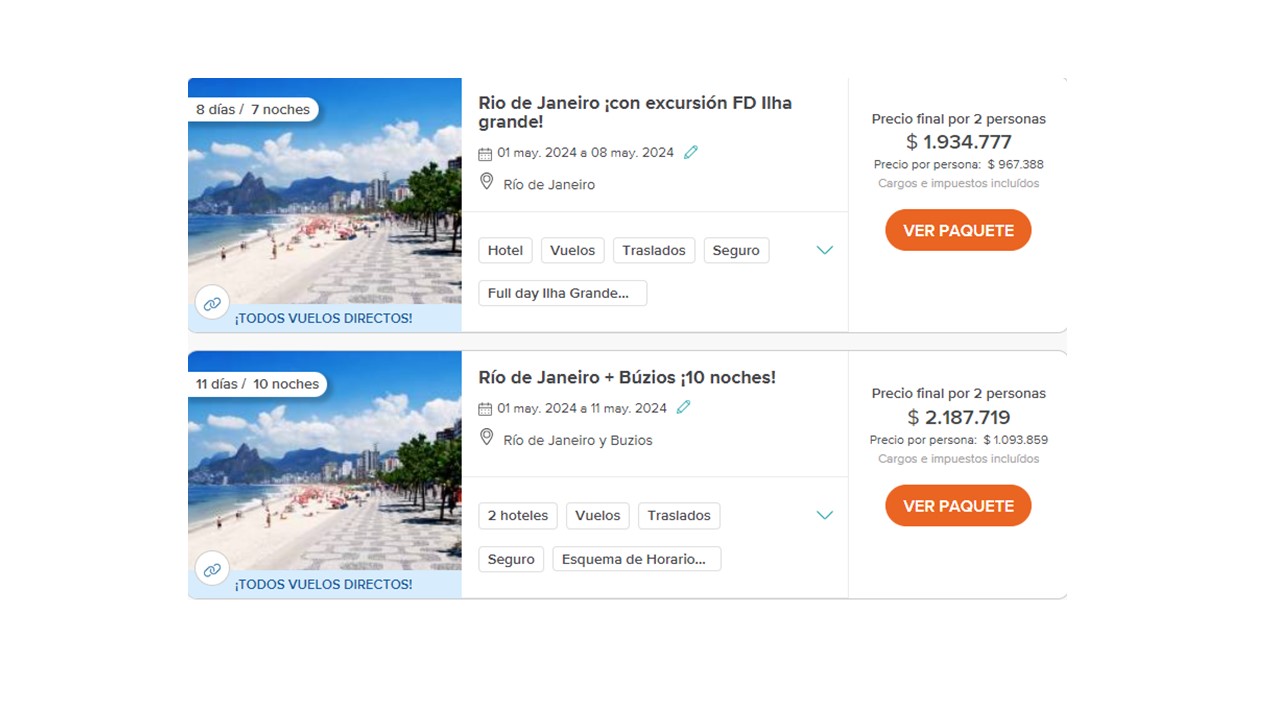 8 días / 7 noches
¡TODOS VUELOS DIRECTOS!
Rio de Janeiro ¡con excursión FD Ilha
grande!
01 may. 2024 a 08 may. 2024
Río de Janeiro
Hotel Vuelos Traslados Seguro
Full day Ilha Grande...
Precio final por 2 personas
$ 1.934.777
Precio por persona: $ 967.388
Cargos e impuestos incluídos
VER PAQUETE
11 días / 10 noches
¡TODOS VUELOS DIRECTOS!
Río de Janeiro + Búzios ¡10 noches!
01 may. 2024 a 11 may. 2024
Río de Janeiro y Buzios
2 hoteles Vuelos Traslados
Seguro Esquema de Horario...
Precio final por 2 personas
$ 2.187.719
Precio por persona: $ 1.093.859
Cargos e impuestos incluídos
VER PAQUETE